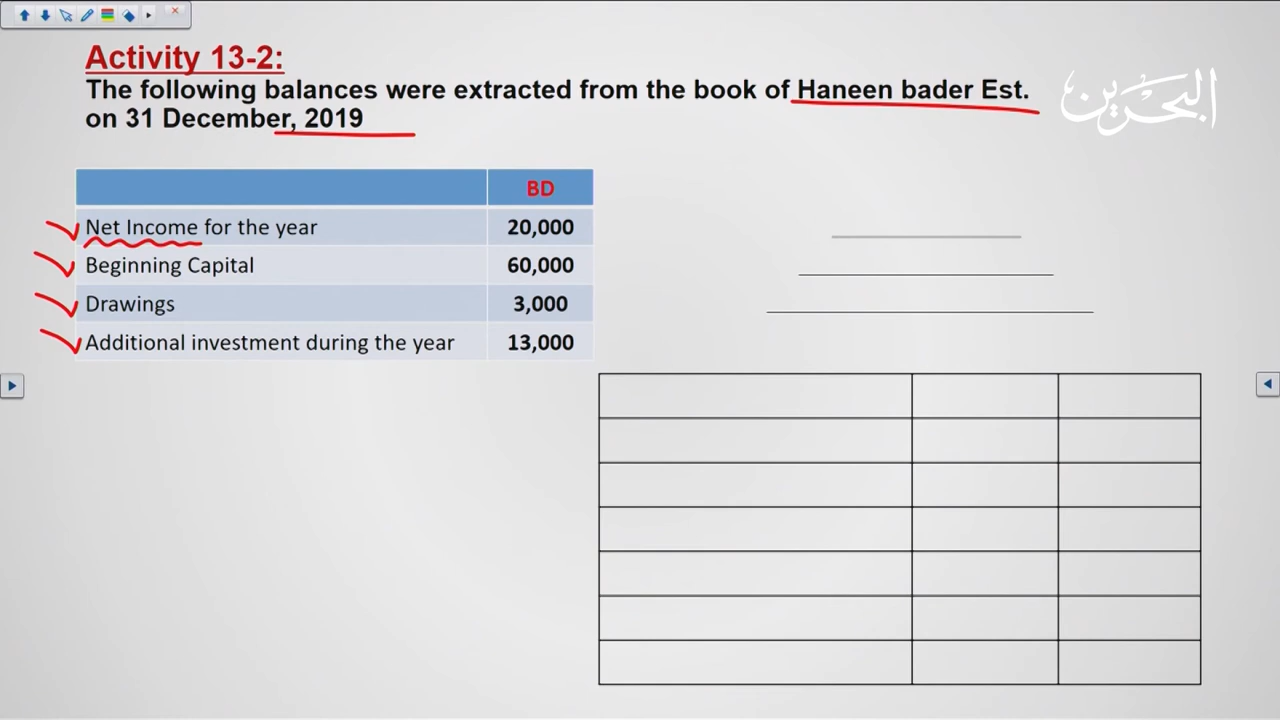 Activity 13-2:
The following balances were extracted from the book of Haneen bader Est.
on 31 December, 2019
البحرين
BD
Net Income for the year 20,000
Beginning Capital 60,000
Drawings 3,000
Additional investment during the year 13,000